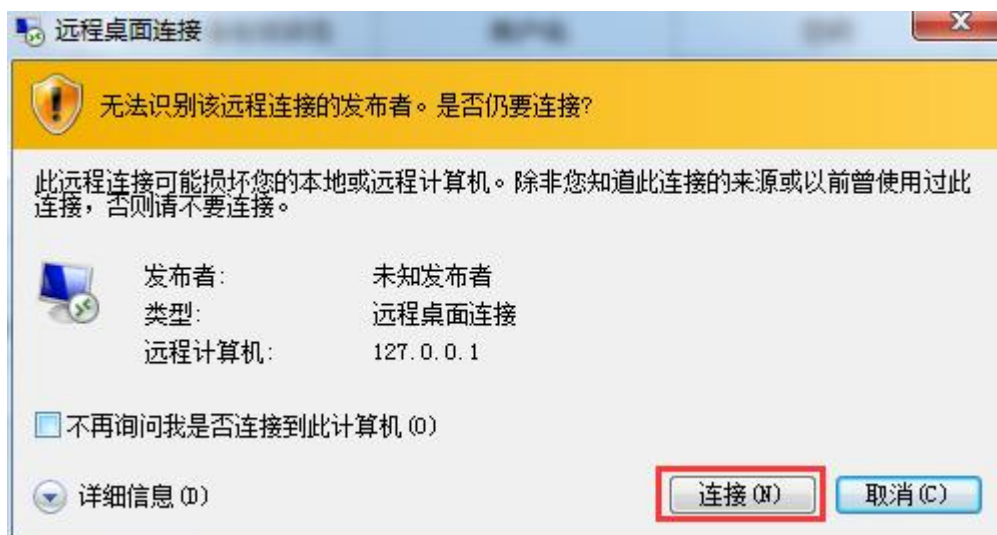 远程桌面连接
无法识别该远程连接的发布者。是否仍要连接?
此远程连接可能损坏您的本地或远程计算机。除非您知道此连接的来源或以前曾使用过此
连接，否则请不要连接。
发布者: 未知发布者
类型: 远程桌面连接
远程计算机: 127.0.0.1
不再询问我是否连接到此计算机(O)
详细信息(D) 连接(N) 取消(C)